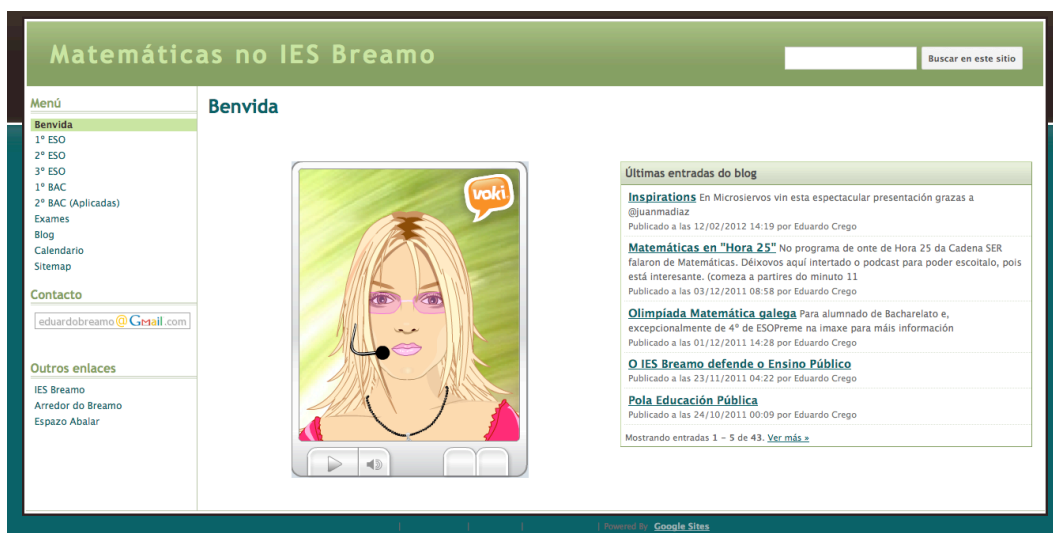 Matemáticas no IES Breamo
Buscar en este sitio
Menú
Benvida
1º ESO
2º ESO
3º ESO
1º BAC
2º BAC (Aplicadas)
Exames
Blog
Calendario
Sitemap
Contacto
eduardobreamo@Gmail.com
Outros enlaces
IES Breamo
Arredor do Breamo
Espazo Abalar
Benvida
voki
Últimas entradas do blog
Inspirations En Microsiervos vin esta espectacular presentación grazas a
@juanmadiaz
Publicado a las 12/02/2012 14:19 por Eduardo Crego
Matemáticas en "Hora 25" No programa de onte de Hora 25 da Cadena SER
falaron de Matemáticas. Déixovos aquí intertado o podcast para poder escoitalo, pois
está interesante. (comeza a partires do minuto 11
Publicado a las 03/12/2011 08:58 por Eduardo Crego
Olimpíada Matemática galega Para alumnado de Bacharelato e,
excepcionalmente de 4º de ESOPreme na imaxe para máis información
Publicado a las 01/12/2011 14:28 por Eduardo Crego
O IES Breamo defende o Ensino Público
Publicado a las 23/11/2011 04:22 por Eduardo Crego
Pola Educación Pública
Publicado a las 24/10/2011 00:09 por Eduardo Crego
Mostrando entradas 1 - 5 de 43. Ver más »
| | | | Powered By Google Sites